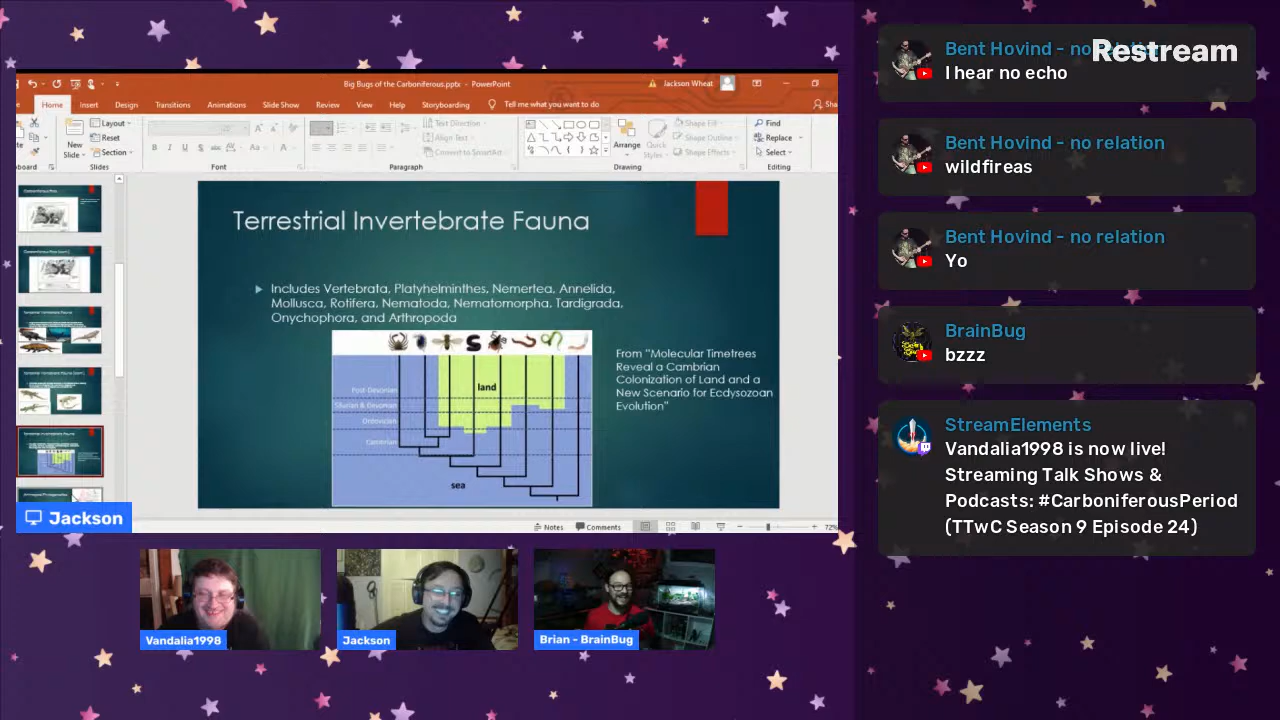 Big Bugs of the Carboniferous.pptx - PowerPoint
Jackson Wheat
Home Insert Design Transitions Animations Slide Show Review View Help Storyboarding Tell me what you want to do Sha
New
Slide
Layout
Reset
Section
Text Direction
Align Text
Convert to SmartArt
Arrange
Quick
Styles
Shape Fill
Shape Outline
Shape Effects
Find
Replace
Select
board Slides Font Paragraph Drawing Editing
Terrestrial Invertebrate Fauna
Includes Vertebrata, Platyhelminthes, Nemertea, Annelida,
Mollusca, Rotifera, Nematoda, Nematomorpha, Tardigrada,
Onychophora, and Arthropoda
Post Devonian
Silurian & Devonian
Ordovician
Cambrian
land
sea
From "Molecular Timetrees
Reveal a Cambrian
Colonization of Land and a
New Scenario for Ecdysozoan
Evolution"
Notes Comments 72%
Jackson
Vandalia1998
Jackson
Brian - BrainBug
Restream
Bent Hovind - no
I hear no echo
Bent Hovind - no relation
wildfireas
Bent Hovind - no relation
Yo
BrainBug
bzzz
StreamElements
Vandalia1998 is now live!
Streaming Talk Shows &
Podcasts: #CarboniferousPeriod
(TTwC Season 9 Episode 24)